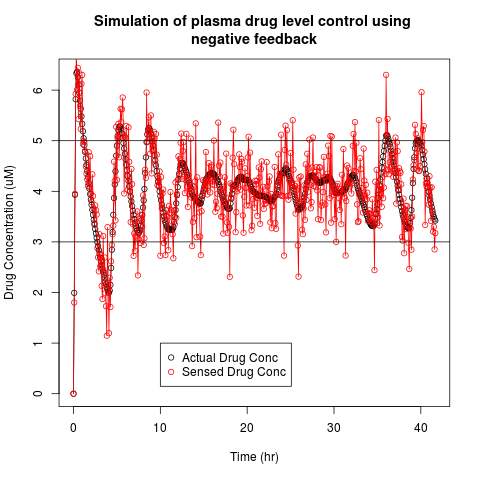 Simulation of plasma drug level control using
negative feedback
Drug Concentration (uM)
6
5
4
3
2
1
0
Actual Drug Conc
Sensed Drug Conc
0 10 20 30 40
Time (hr)